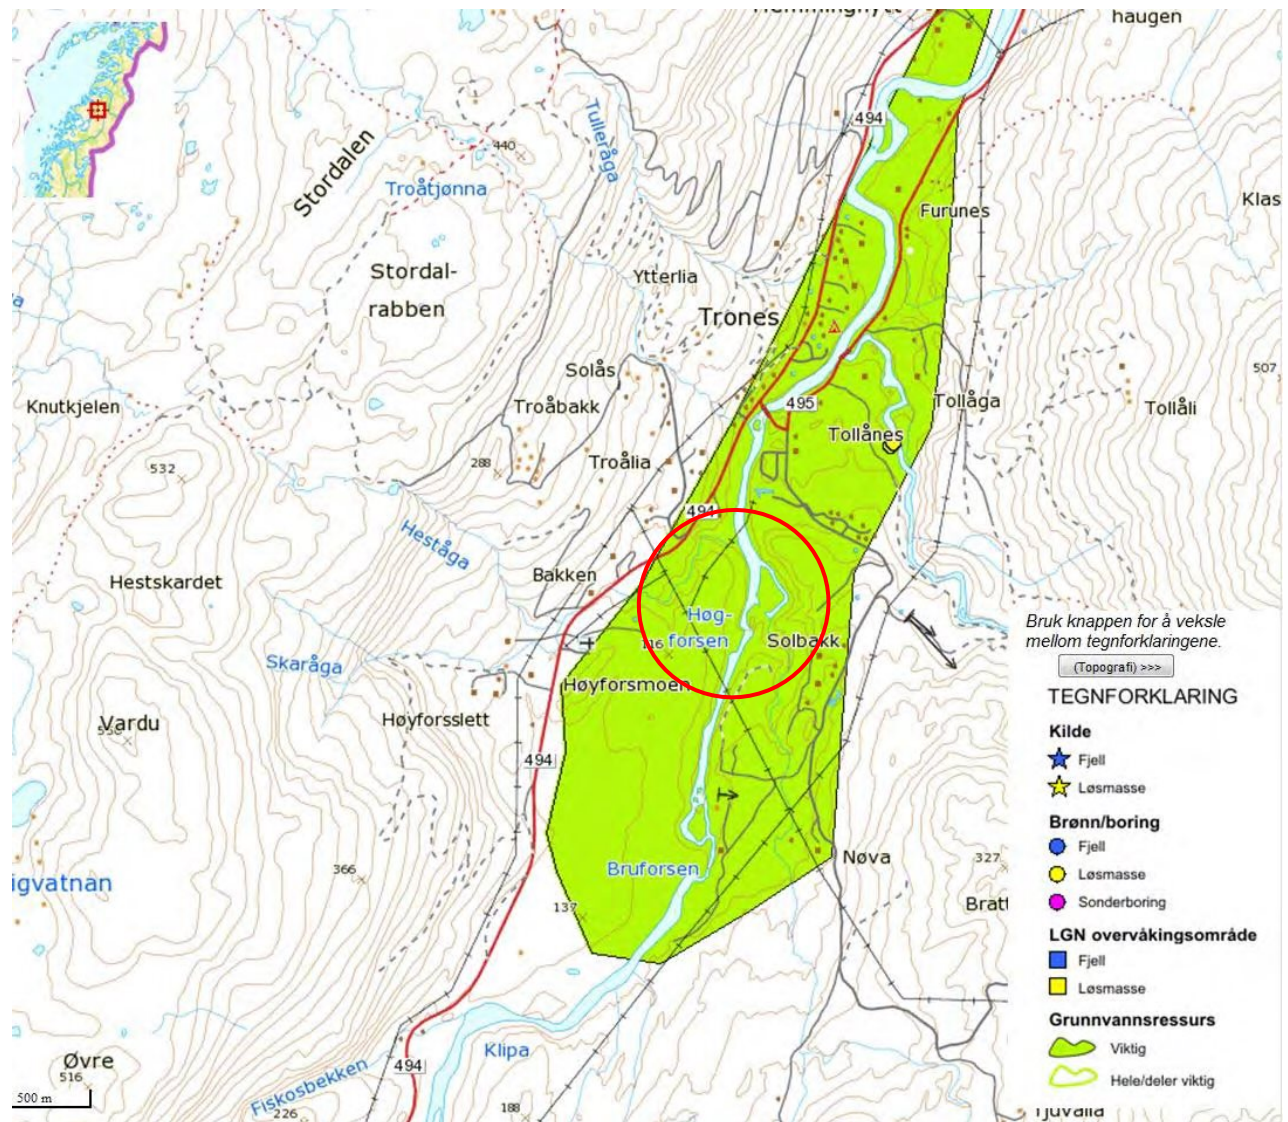 haugen
Stordalen
440
Tulleråga
494
Troåtjønna
Furunes
Klas
Stordal-
rabben
Ytterlia
Trones
Solås
507
Knutkjelen
Troåbakk
495
Tollåga
Tollåli
Tollånes
532
288
Troålia
494
Heståga
Hestskardet
Bakken
Høg-
forsen
116
Solbakk
Skaråga
Høyforsmoen
Vardu
Høyforsslett
494
Bruforsen
Nøva
327
366
igvatnan
137
Bratt
Klipa
Øvre
516
494
Fiskosbekken
226
188
500 m
Bruk knappen for å veksle
mellom tegnforklaringene.
(Topografi) >>>
TEGNFORKLARING
Kilde
Fjell
Løsmasse
Brønn/boring
Fjell
Løsmasse
Sonderboring
LGN overvåkingsområde
Fjell
Løsmasse
Grunnvannsressurs
Viktig
Hele/deler viktig